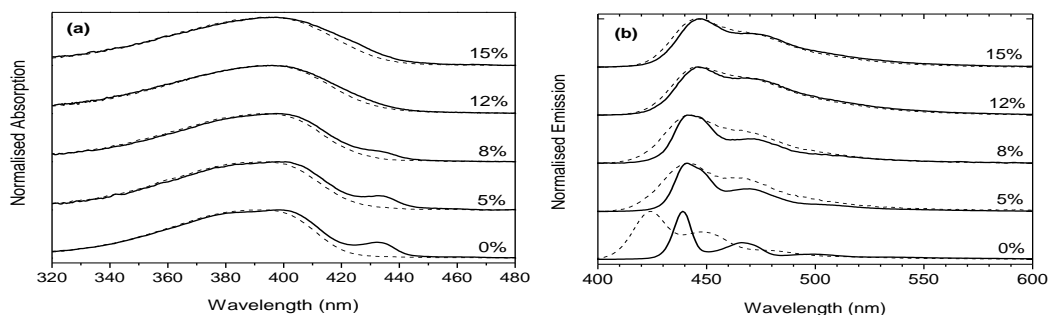 (a)
Normalised Absorption
15%
12%
8%
5%
0%
320 340 360 380 400 420 440 460 480
Wavelength (nm)
(b)
Normalised Emission
15%
12%
8%
5%
0%
400 450 500 550 600
Wavelength (nm)